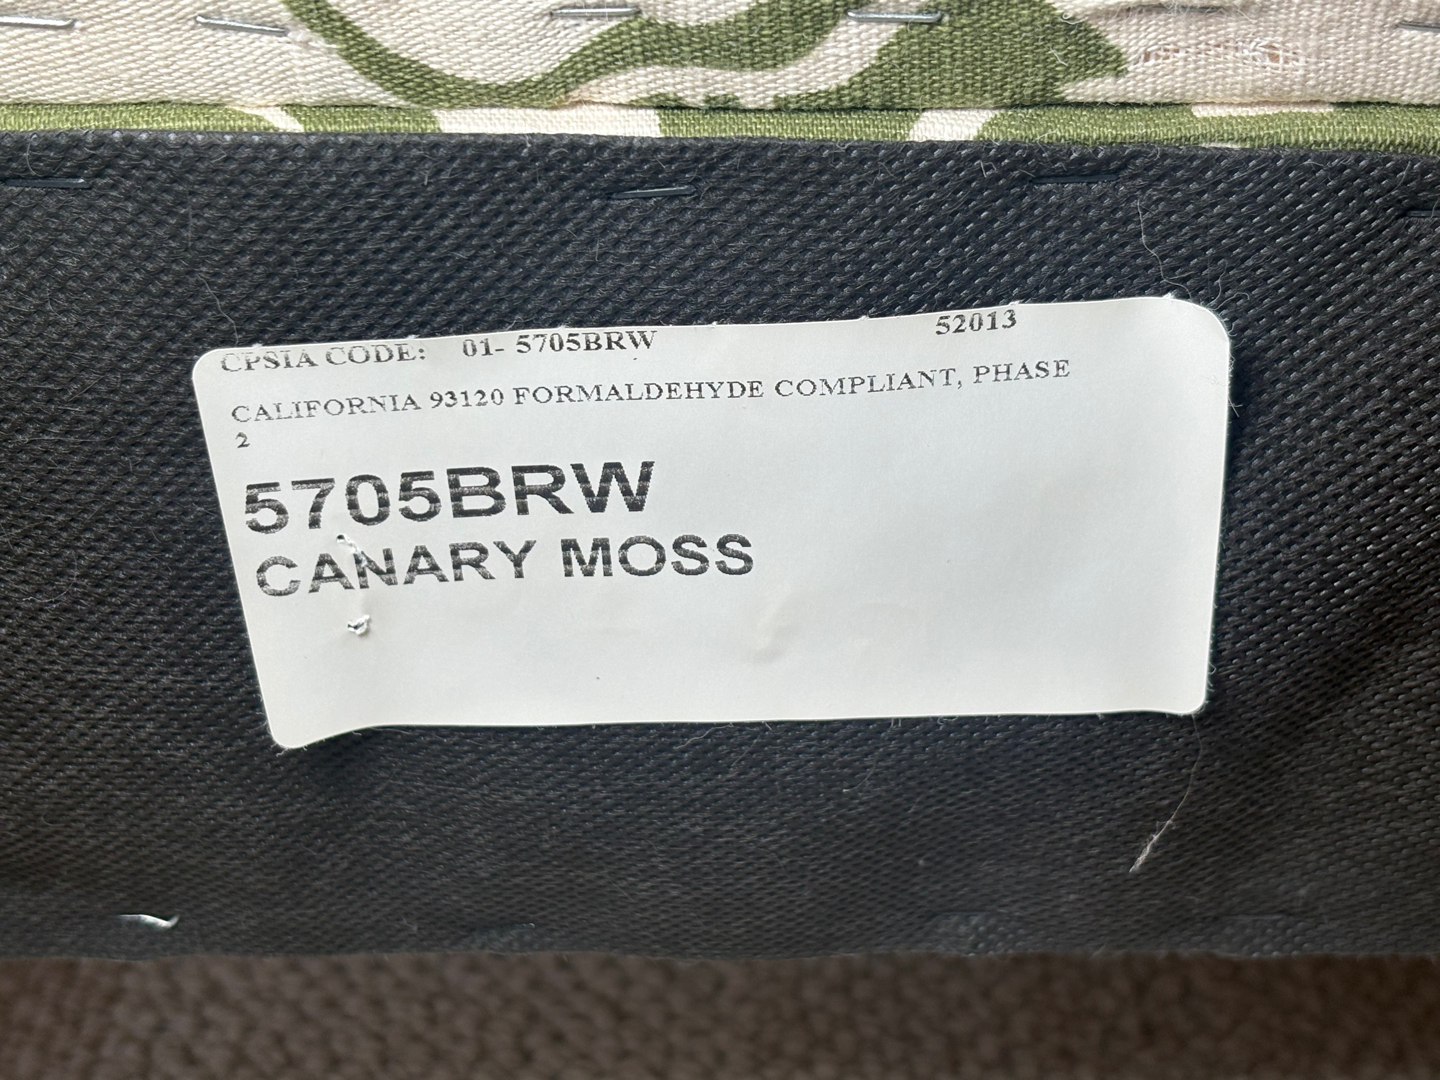 CPSIA CODE: 01- 5705BRW 52013
CALIFORNIA 93120 FORMALDEHYDE COMPLIANT, PHASE
2
5705BRW
CANARY MOSS